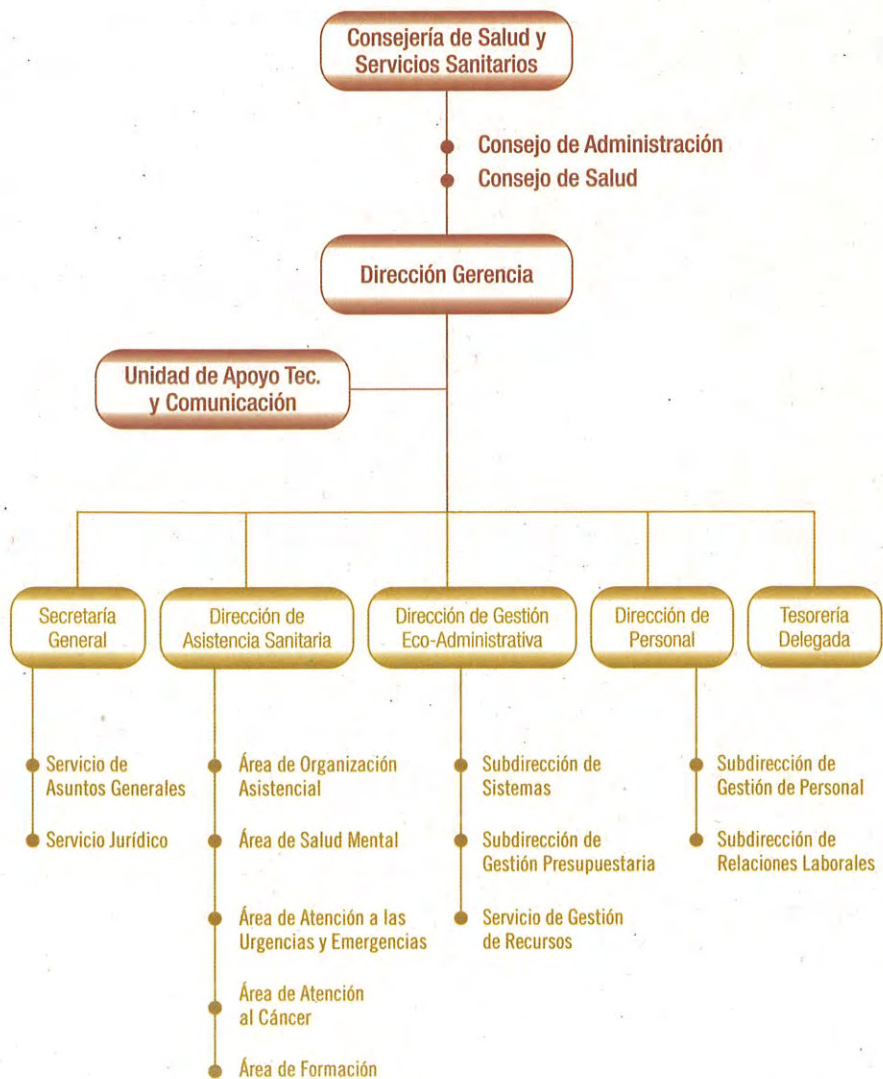 Consejería de Salud y
Servicios Sanitarios
Consejo de Administración
Consejo de Salud
Dirección Gerencia
Unidad de Apoyo Tec.
y Comunicación
Secretaría
General
Dirección de
Asistencia Sanitaria
Dirección de Gestión
Eco-Administrativa
Dirección de
Personal
Tesorería
Delegada
Servicio de
Asuntos Generales
Servicio Jurídico
Área de Organización
Asistencial
Área de Salud Mental
Área de Atención a las
Urgencias y Emergencias
Área de Atención
al Cáncer
Área de Formación
Subdirección de
Sistemas
Subdirección de
Gestión Presupuestaria
Servicio de Gestión
de Recursos
Subdirección de
Gestión de Personal
Subdirección de
Relaciones Laborales